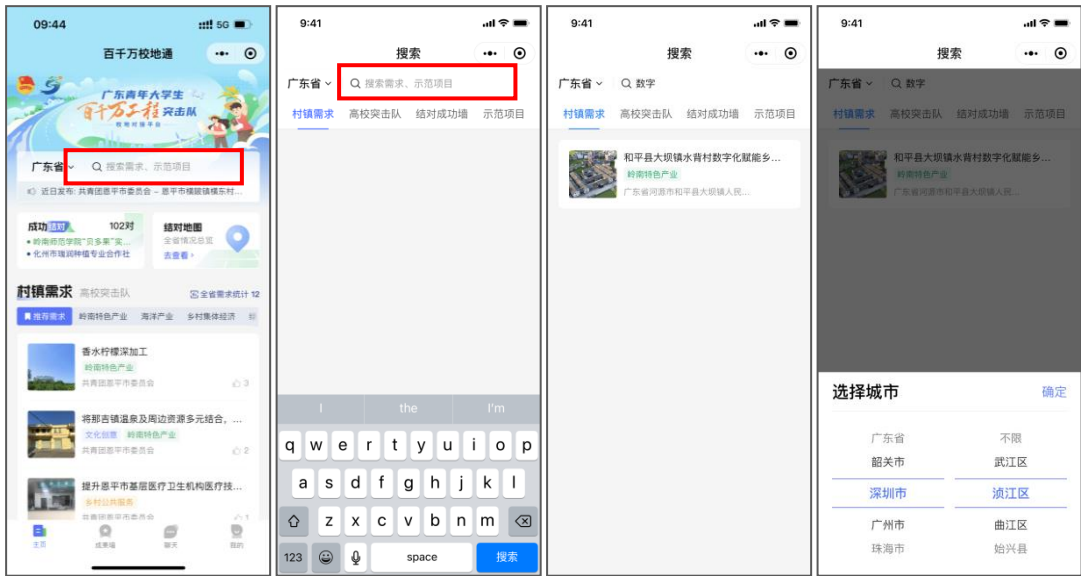 09:44
5G
百千万校地通
广东青年大学生
百千万工程突击队
校地对接平台
广东省
搜索需求、示范项目
近日发布: 共青团恩平市委员会 – 恩平市横陂镇横东村...
成功结对
102对
• 岭南师范学院"贝多果"实...
• 化州市瑞润种植专业合作社
结对地图
全省情况总览
去查看 ›
村镇需求 高校突击队
全省需求统计 12
推荐需求 岭南特色产业 海洋产业 乡村集体经济
香水柠檬深加工
岭南特色产业
共青团恩平市委员会
3
将那吉镇温泉及周边资源多元结合，...
文化创意 岭南特色产业
共青团恩平市委员会
2
提升恩平市基层医疗卫生机构医疗技...
乡村公共服务
共青团恩平市委员会
1
主页 成果墙 聊天 我的
9:41
搜索
广东省
搜索需求、示范项目
村镇需求 高校突击队 结对成功墙 示范项目
I the I'm
q w e r t y u i o p
a s d f g h j k l
z x c v b n m
123 space 搜索
9:41
搜索
广东省
数字
村镇需求 高校突击队 结对成功墙 示范项目
和平县大坝镇水背村数字化赋能乡...
岭南特色产业
广东省河源市和平县大坝镇人民...
9:41
搜索
广东省
数字
村镇需求 高校突击队 结对成功墙 示范项目
和平县大坝镇水背村数字化赋能乡...
岭南特色产业
广东省河源市和平县大坝镇人民...
选择城市 确定
广东省 不限
韶关市 武江区
深圳市 浈江区
广州市 曲江区
珠海市 始兴县